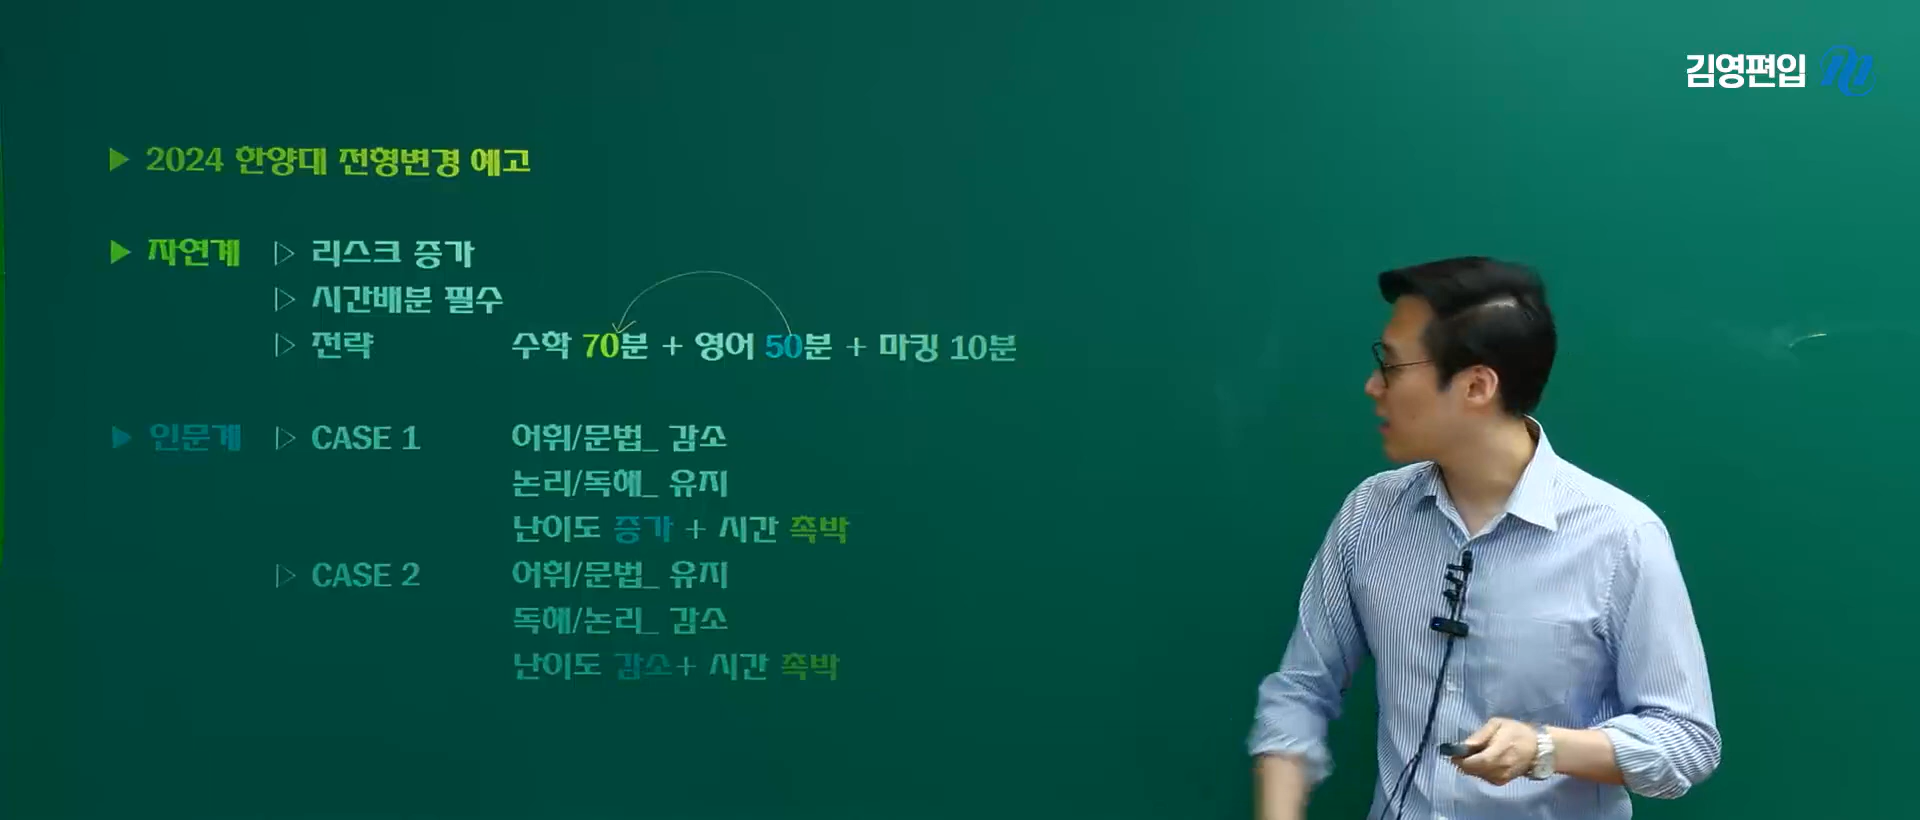 김영편입
▶ 2024 한양대 전형변경 예고
▶ 자연계 ▷ 리스크 증가
▷ 시간배분 필수
▷ 전략 수학 70분 + 영어 50분 + 마킹 10분
▶ 인문계 ▷ CASE 1 어휘/문법_ 감소
논리/독해_ 유지
난이도 증가 + 시간 촉박
▷ CASE 2 어휘/문법_ 유지
독해/논리_ 감소
난이도 감소+ 시간 촉박